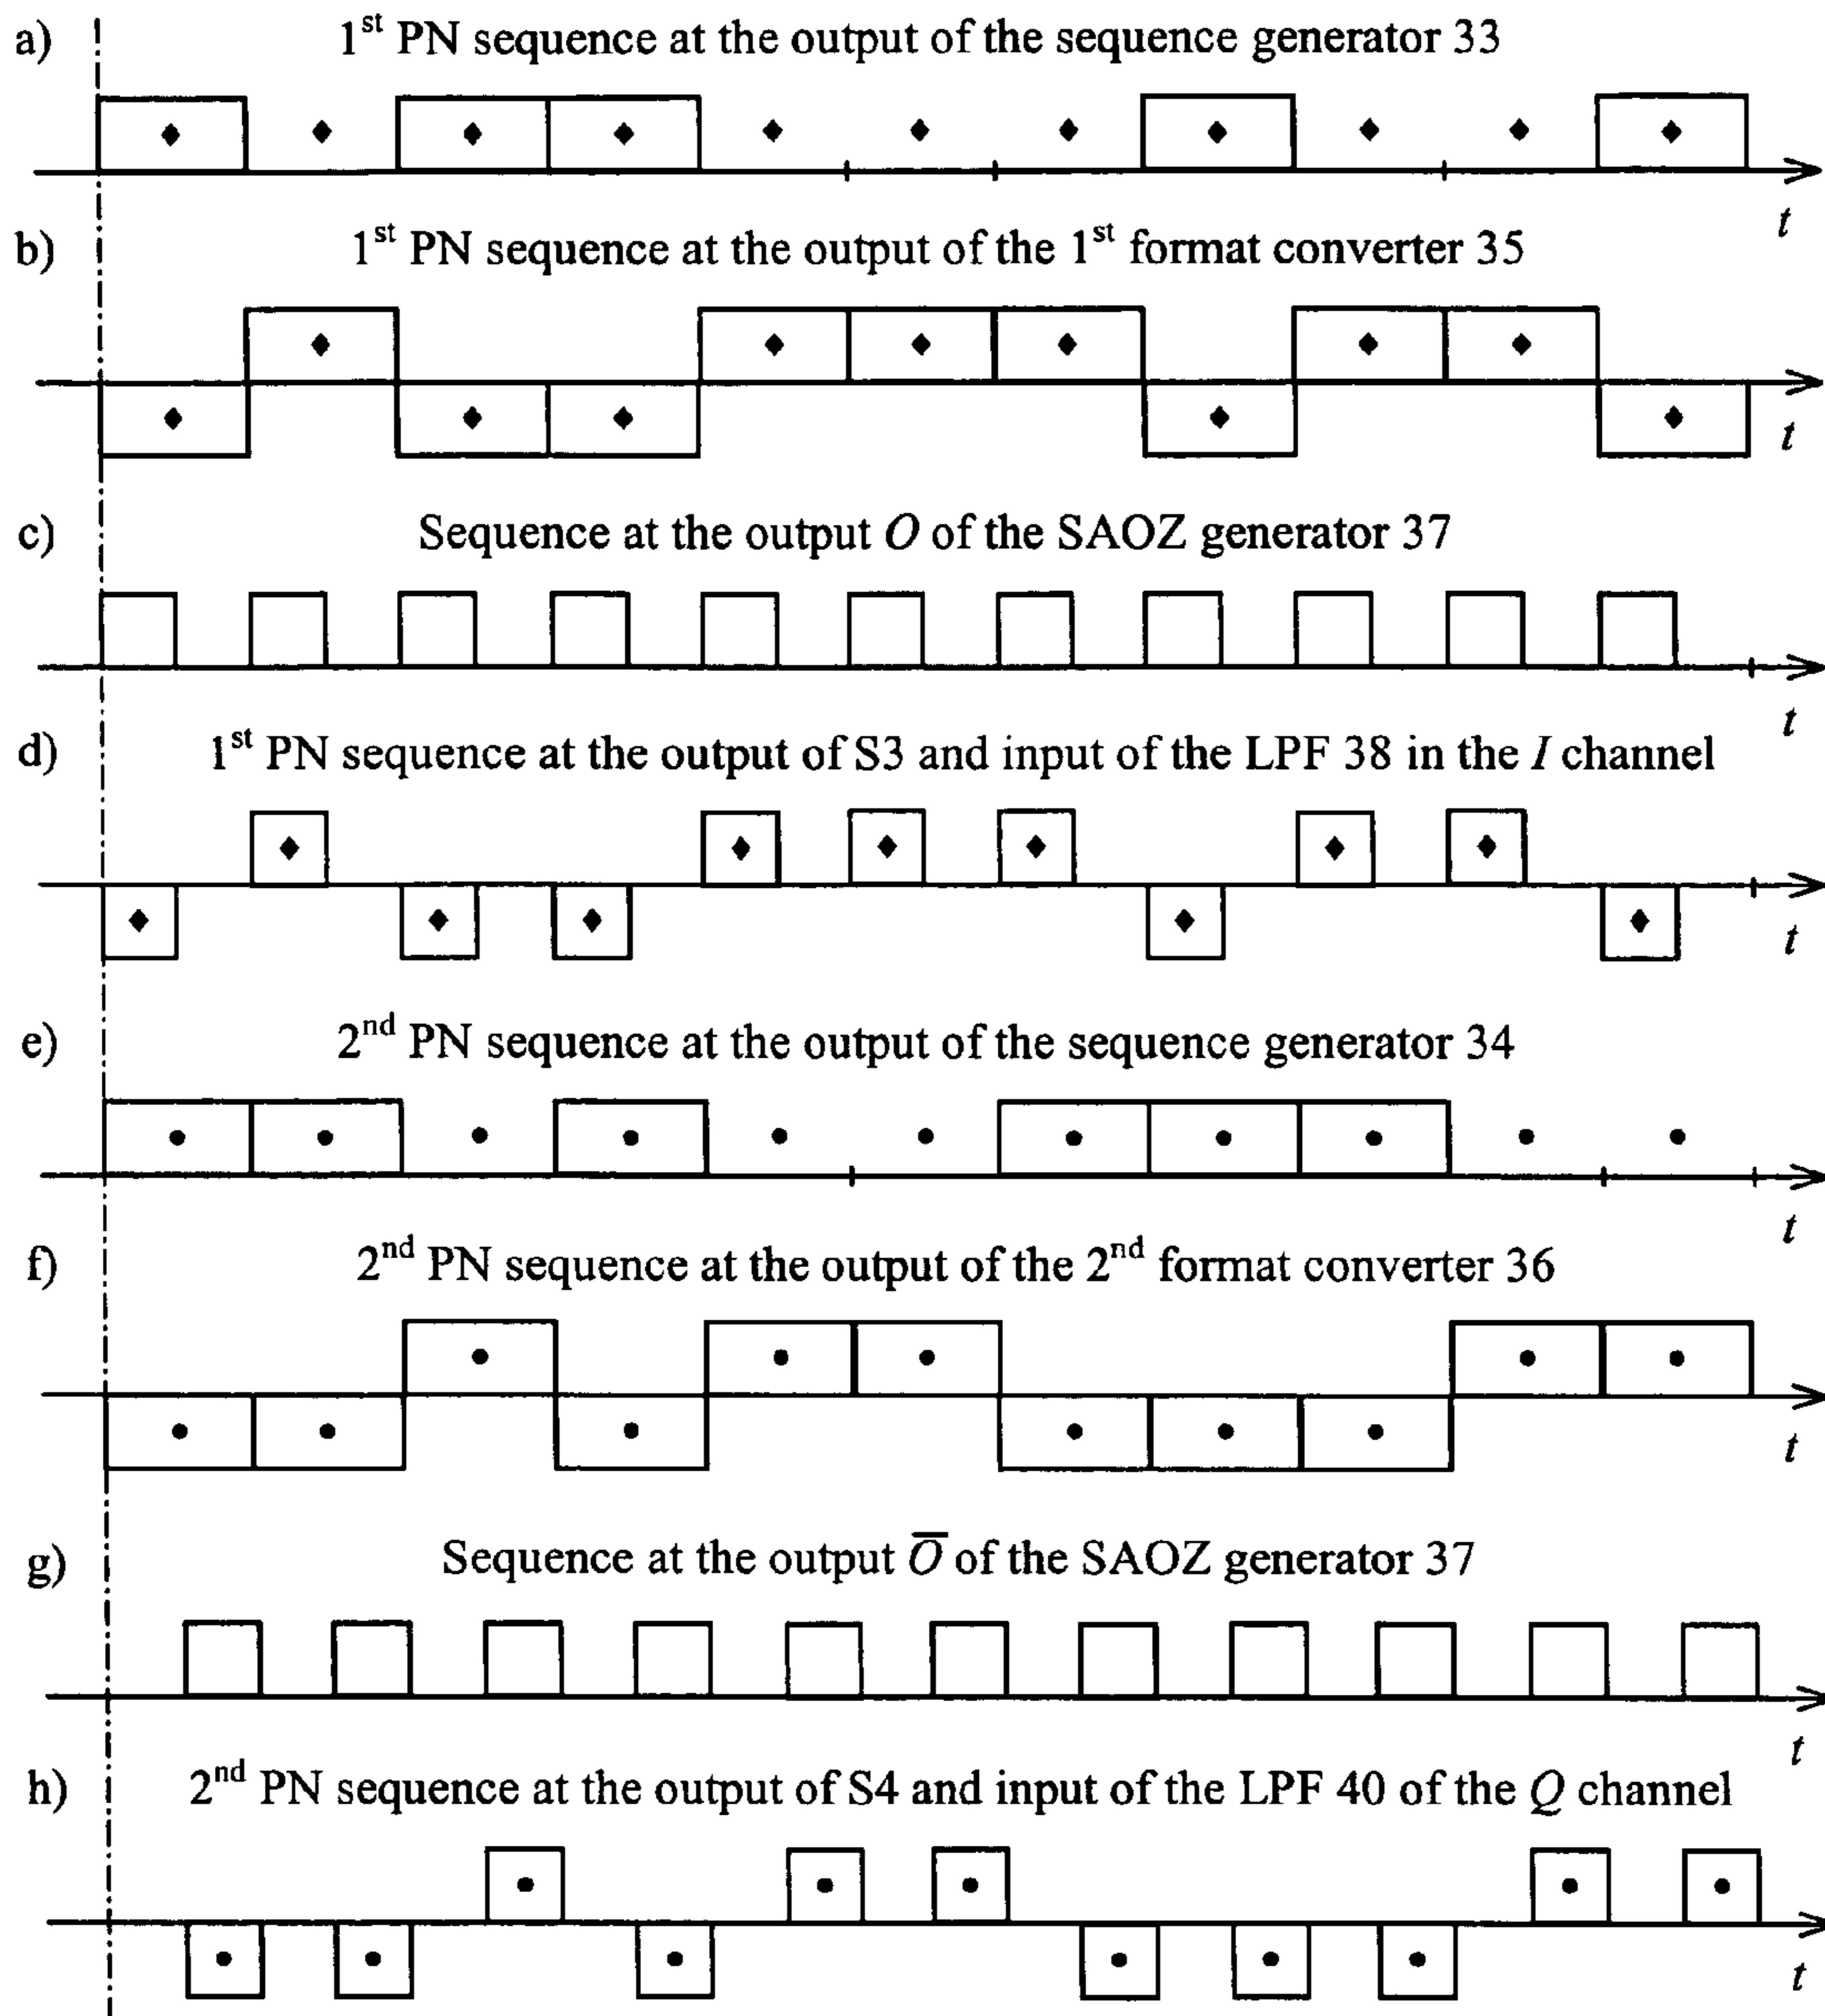 a) 1st PN sequence at the output of the sequence generator 33
t
b) 1st PN sequence at the output of the 1st format converter 35
t
c) Sequence at the output O of the SAOZ generator 37
t
d) 1st PN sequence at the output of S3 and input of the LPF 38 in the I channel
t
e) 2nd PN sequence at the output of the sequence generator 34
t
f) 2nd PN sequence at the output of the 2nd format converter 36
t
g) Sequence at the output O̅ of the SAOZ generator 37
t
h) 2nd PN sequence at the output of S4 and input of the LPF 40 of the Q channel
t